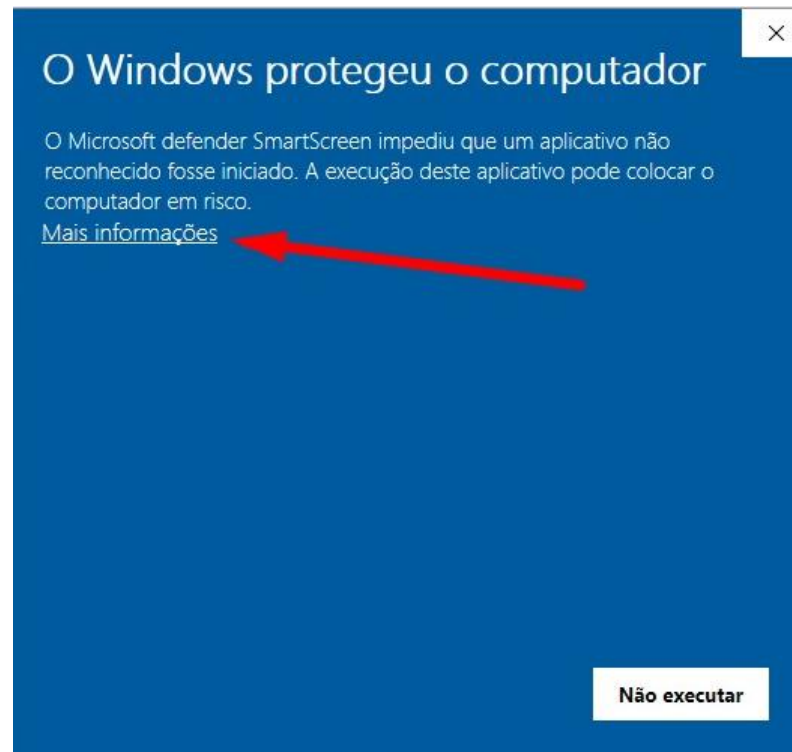 O Windows protegeu o computador
O Microsoft defender SmartScreen impediu que um aplicativo não
reconhecido fosse iniciado. A execução deste aplicativo pode colocar o
computador em risco.
Mais informações
Não executar